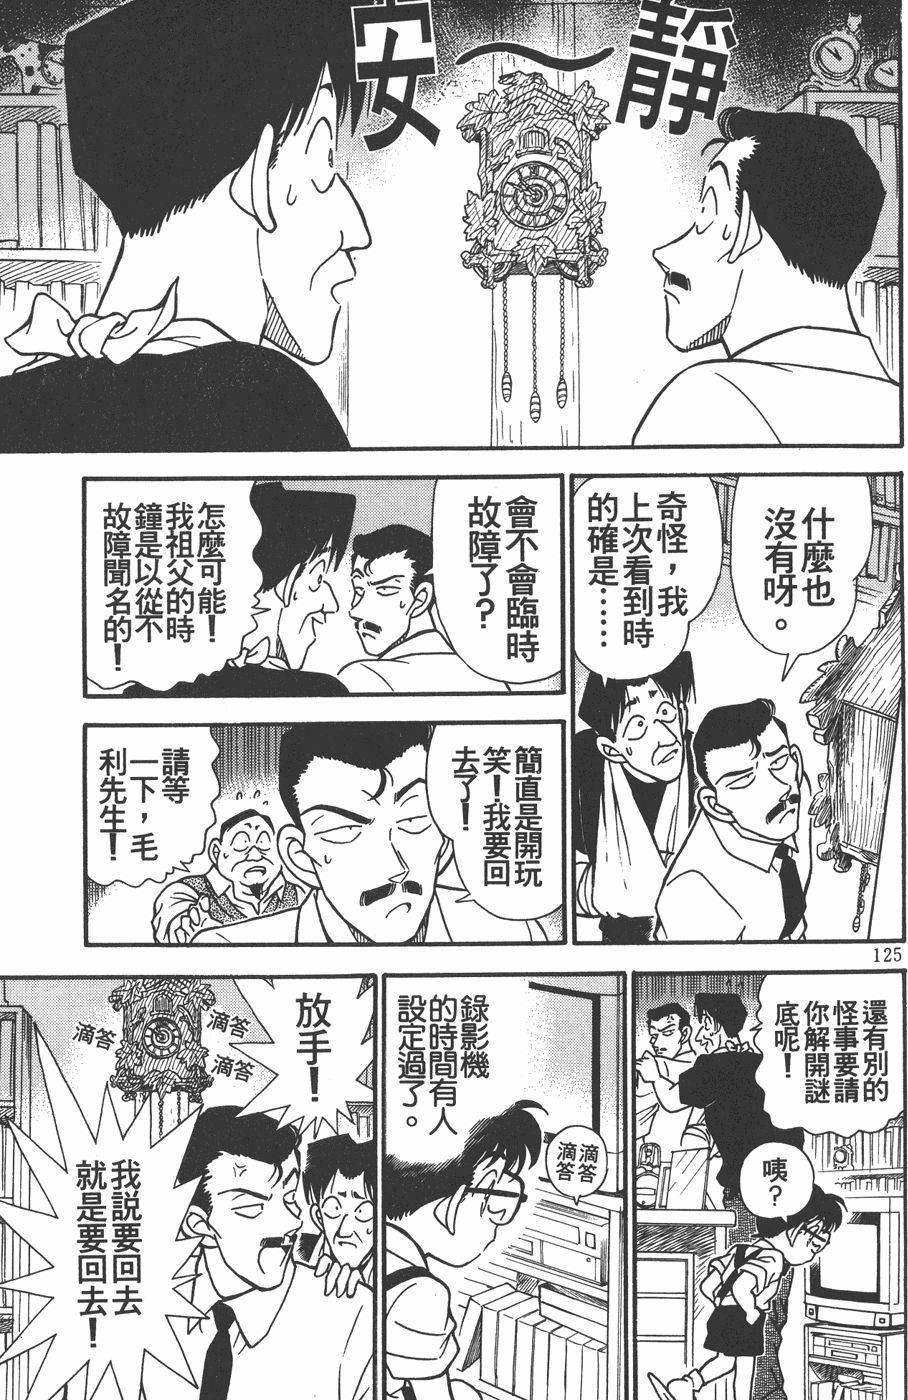 靜～安
什麼也
沒有呀。
奇怪，我
上次看到時
的確是……
會不會臨時
故障了？
怎麼可能！
我祖父的時
鐘是以從不
故障聞名的！
簡直是開玩
笑！我要回
去了！
請等
一下，毛
利先生！
125
還有別的
怪事要請
你解開謎
底呢！
咦？
滴答
滴答
錄影機
的時間有人
設定過了。
放手！
滴答
滴答
滴答
我說要回去
就是要回去！